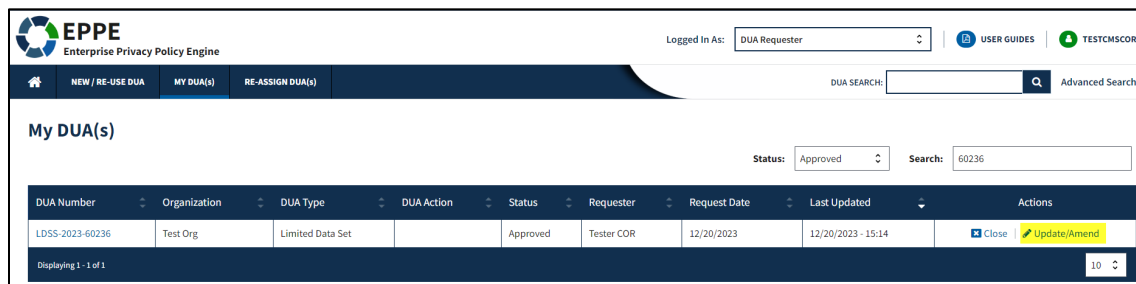 EPPE
Enterprise Privacy Policy Engine
Logged In As: DUA Requester USER GUIDES TESTCMSCOR
NEW / RE-USE DUA MY DUA(s) RE-ASSIGN DUA(s) DUA SEARCH: Advanced Search
My DUA(s)
Status: Approved Search: 60236
DUA Number Organization DUA Type DUA Action Status Requester Request Date Last Updated Actions
LDSS-2023-60236 Test Org Limited Data Set Approved Tester COR 12/20/2023 12/20/2023 - 15:14 Close | Update/Amend
Displaying 1 - 1 of 1 10